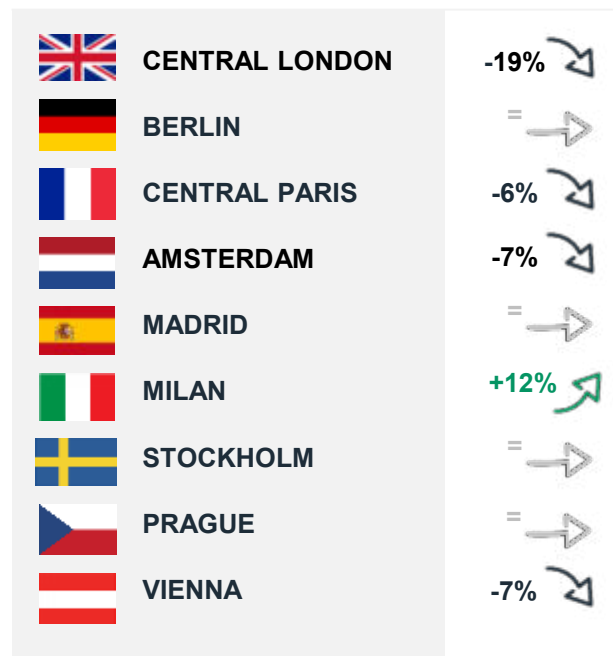 CENTRAL LONDON -19%
BERLIN =
CENTRAL PARIS -6%
AMSTERDAM -7%
MADRID =
MILAN +12%
STOCKHOLM =
PRAGUE =
VIENNA -7%